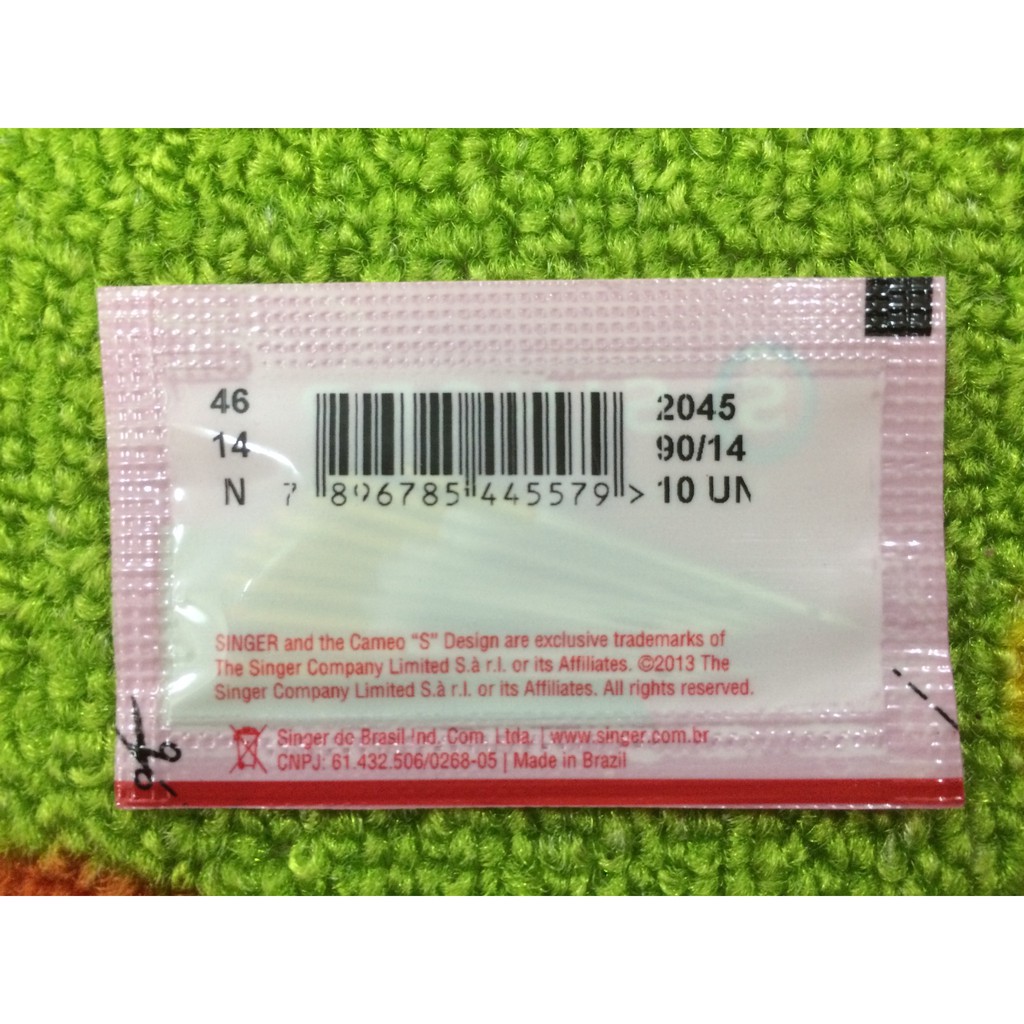 46
14
N
7 896785 445579 >
2045
90/14
10 UN
SINGER and the Cameo "S" Design are exclusive trademarks of
The Singer Company Limited S.à r.l. or its Affiliates. ©2013 The
Singer Company Limited S.à r.l. or its Affiliates. All rights reserved.
Singer do Brasil Ind. Com. Ltda. | www.singer.com.br
CNPJ: 61.432.506/0268-05 | Made in Brazil